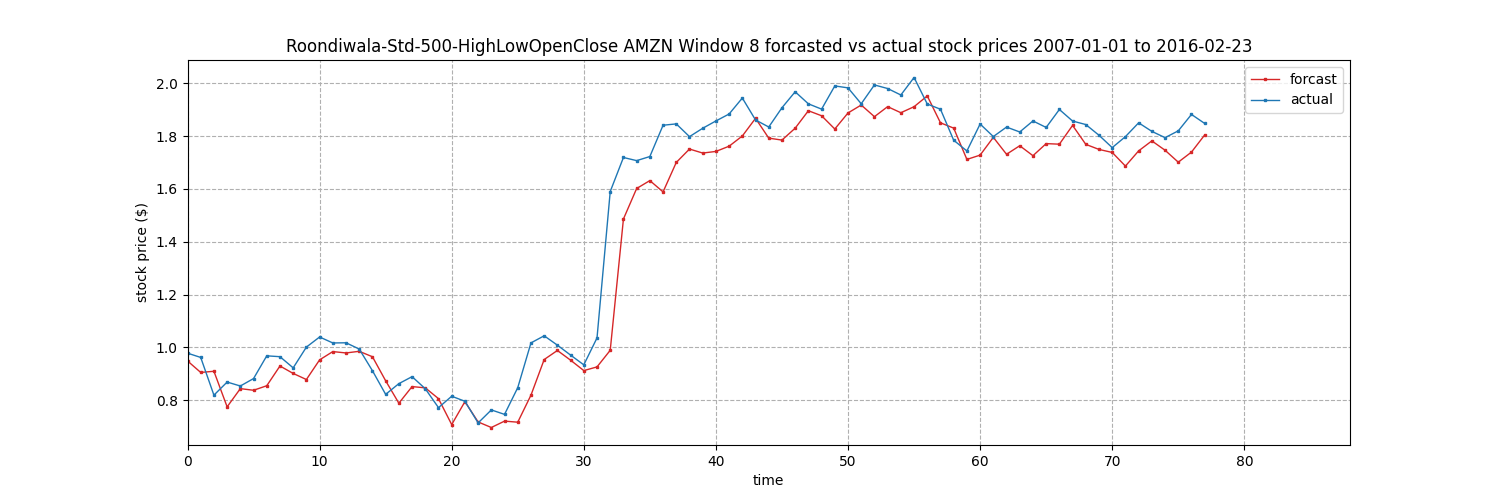 Roondiwala-Std-500-HighLowOpenClose AMZN Window 8 forcasted vs actual stock prices 2007-01-01 to 2016-02-23
forcast
actual
stock price ($)
2.0
1.8
1.6
1.4
1.2
1.0
0.8
0 10 20 30 40 50 60 70 80
time